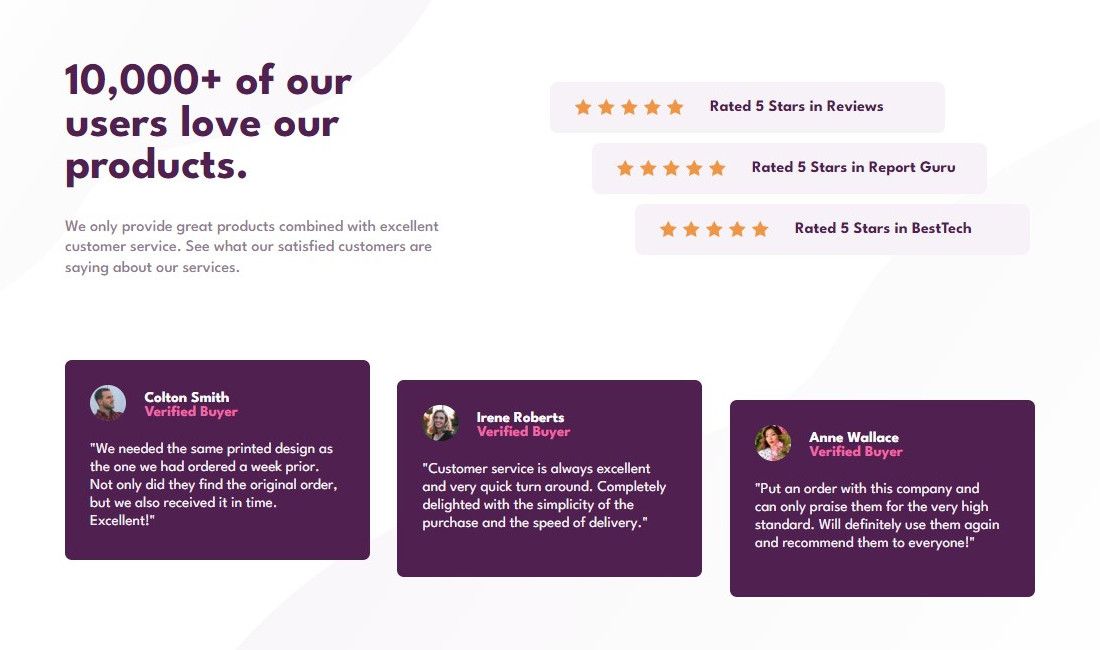 10,000+ of our
users love our
products.
We only provide great products combined with excellent
customer service. See what our satisfied customers are
saying about our services.
Rated 5 Stars in Reviews
Rated 5 Stars in Report Guru
Rated 5 Stars in BestTech
Colton Smith
Verified Buyer
"We needed the same printed design as
the one we had ordered a week prior.
Not only did they find the original order,
but we also received it in time.
Excellent!"
Irene Roberts
Verified Buyer
"Customer service is always excellent
and very quick turn around. Completely
delighted with the simplicity of the
purchase and the speed of delivery."
Anne Wallace
Verified Buyer
"Put an order with this company and
can only praise them for the very high
standard. Will definitely use them again
and recommend them to everyone!"